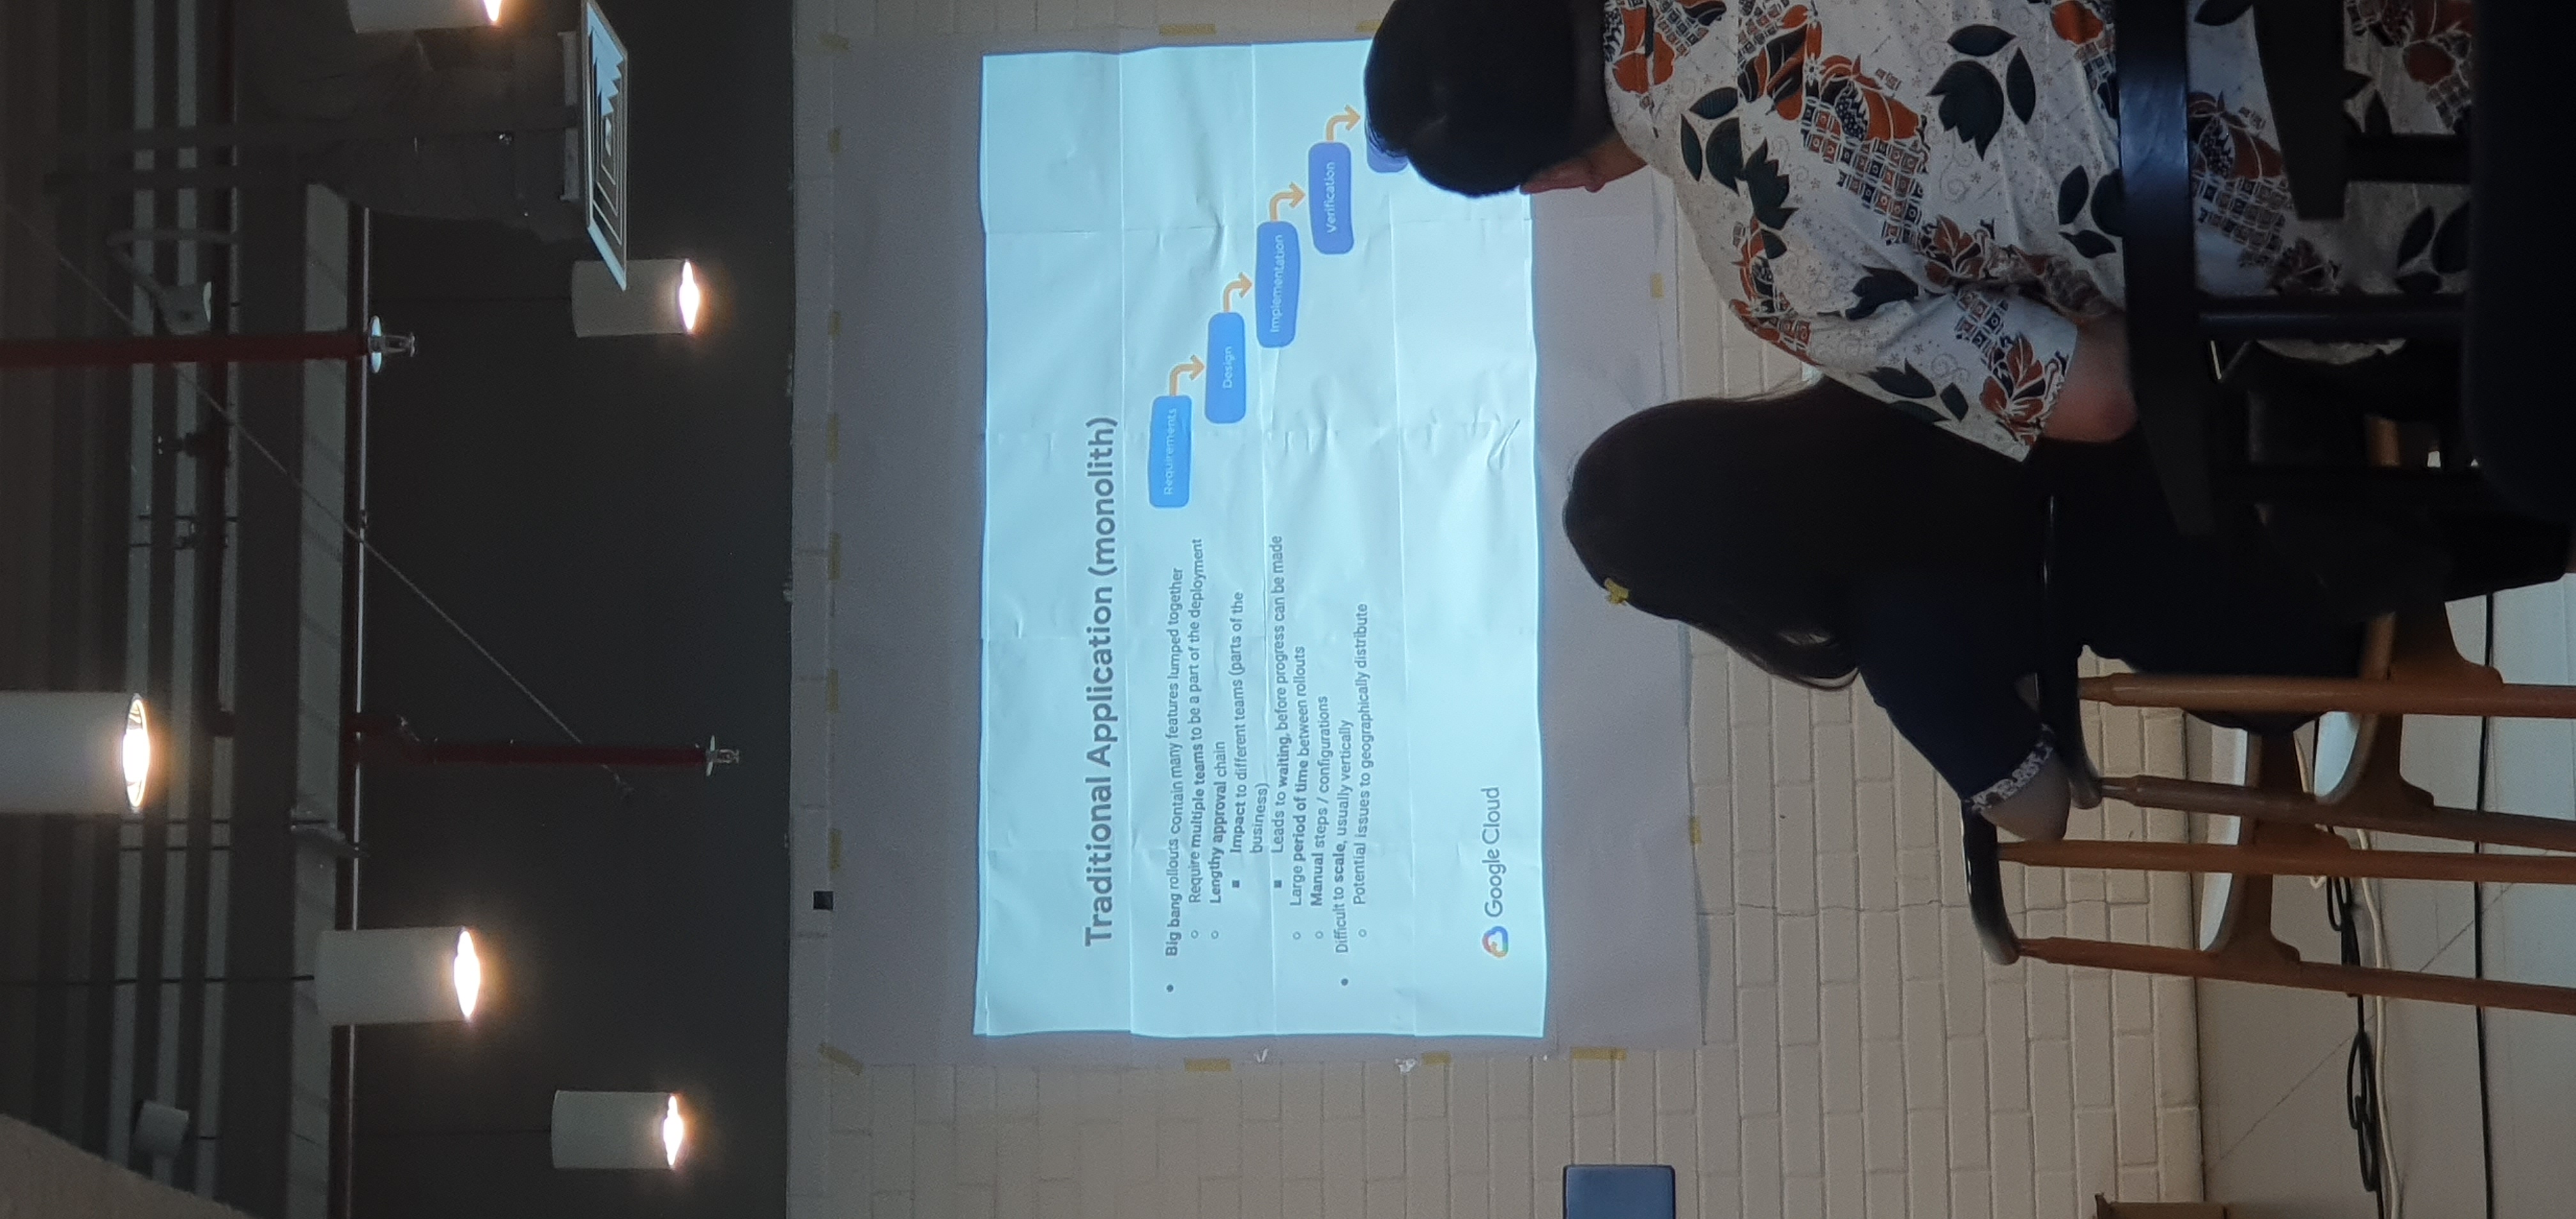 Traditional Application (monolith)
Big bang rollouts contain many features lumped together
Require multiple teams to be a part of the deployment
Lengthy approval chain
Impact to different teams (parts of the
business)
Leads to waiting, before progress can be made
Large period of time between rollouts
Manual steps / configurations
Difficult to scale, usually vertically
Potential issues to geographically distribute
Requirements
Design
Implementation
Verification
Google Cloud